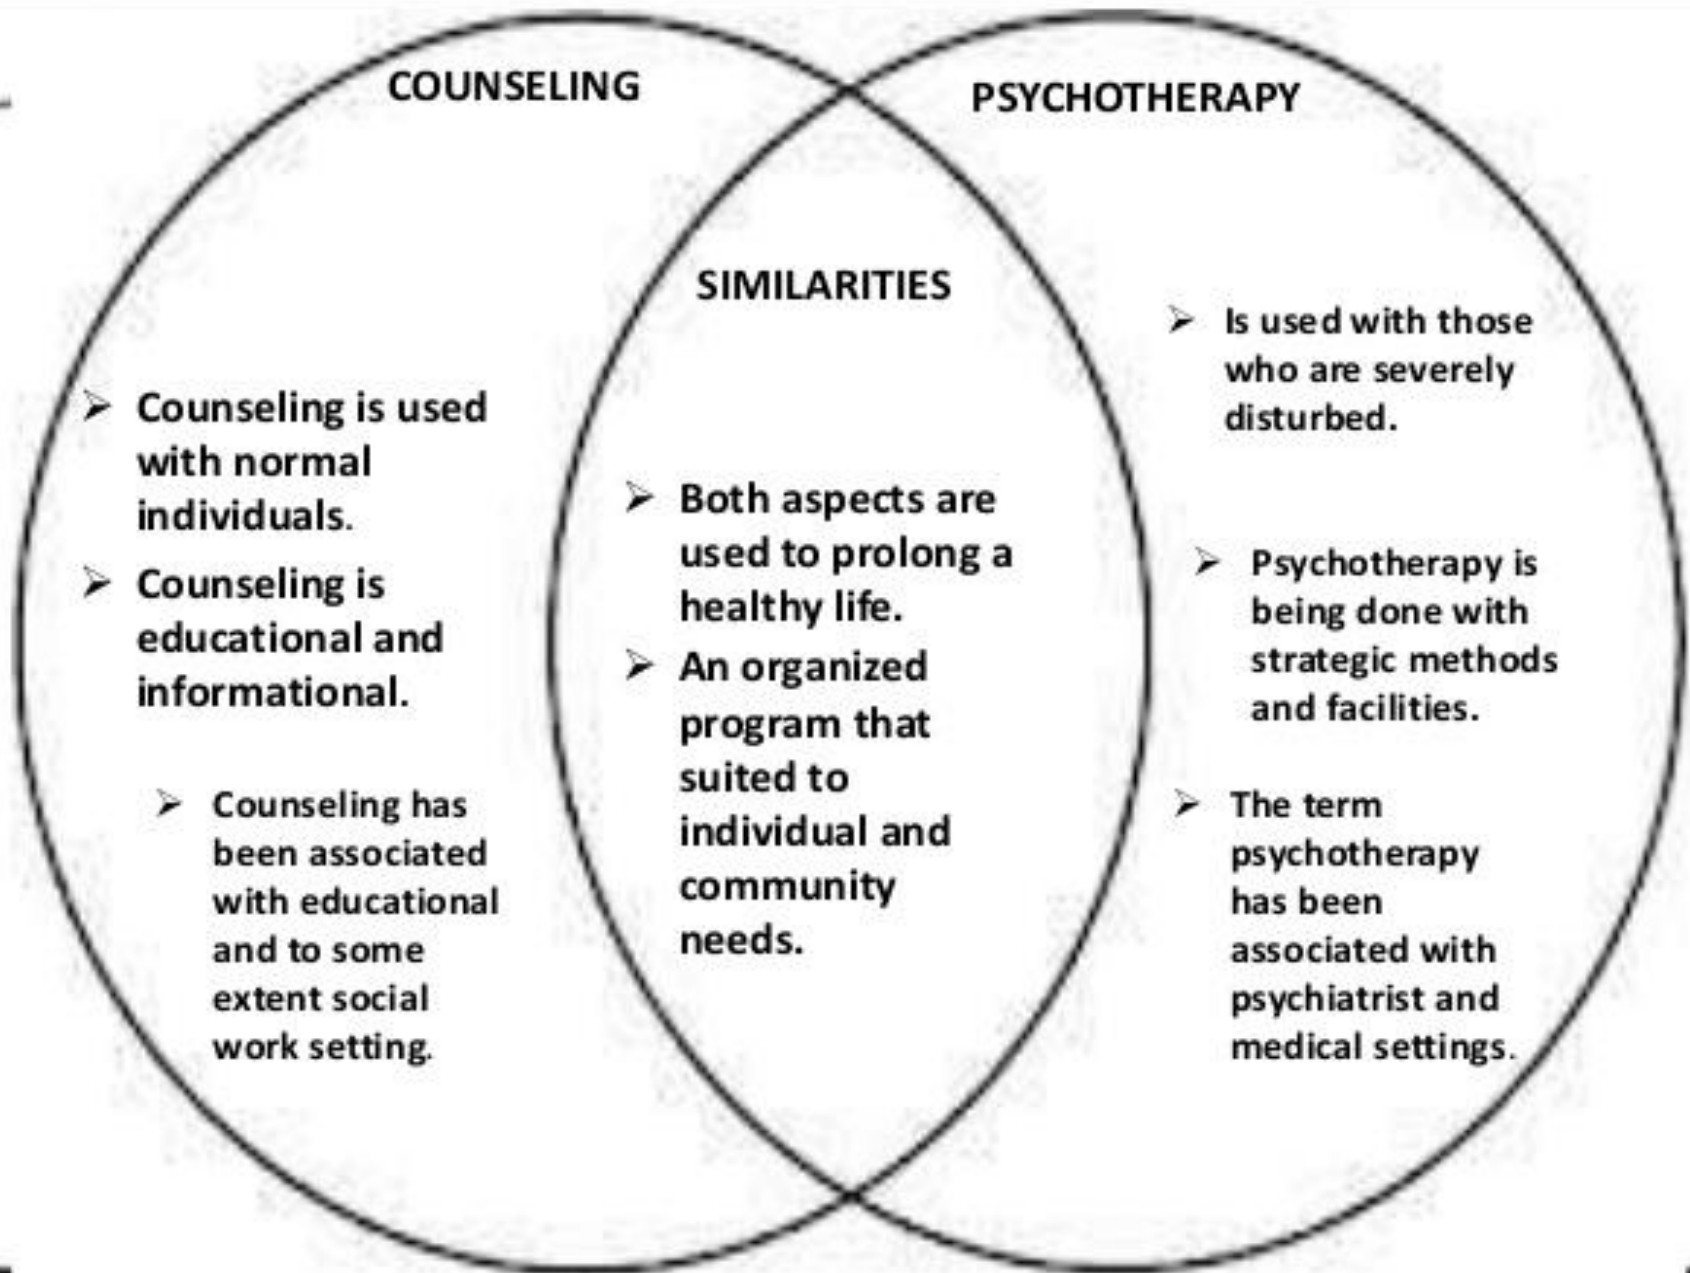 COUNSELING
➢ Counseling is used
with normal
individuals.
➢ Counseling is
educational and
informational.
➢ Counseling has
been associated
with educational
and to some
extent social
work setting.
SIMILARITIES
➢ Both aspects are
used to prolong a
healthy life.
➢ An organized
program that
suited to
individual and
community
needs.
PSYCHOTHERAPY
➢ Is used with those
who are severely
disturbed.
➢ Psychotherapy is
being done with
strategic methods
and facilities.
➢ The term
psychotherapy
has been
associated with
psychiatrist and
medical settings.